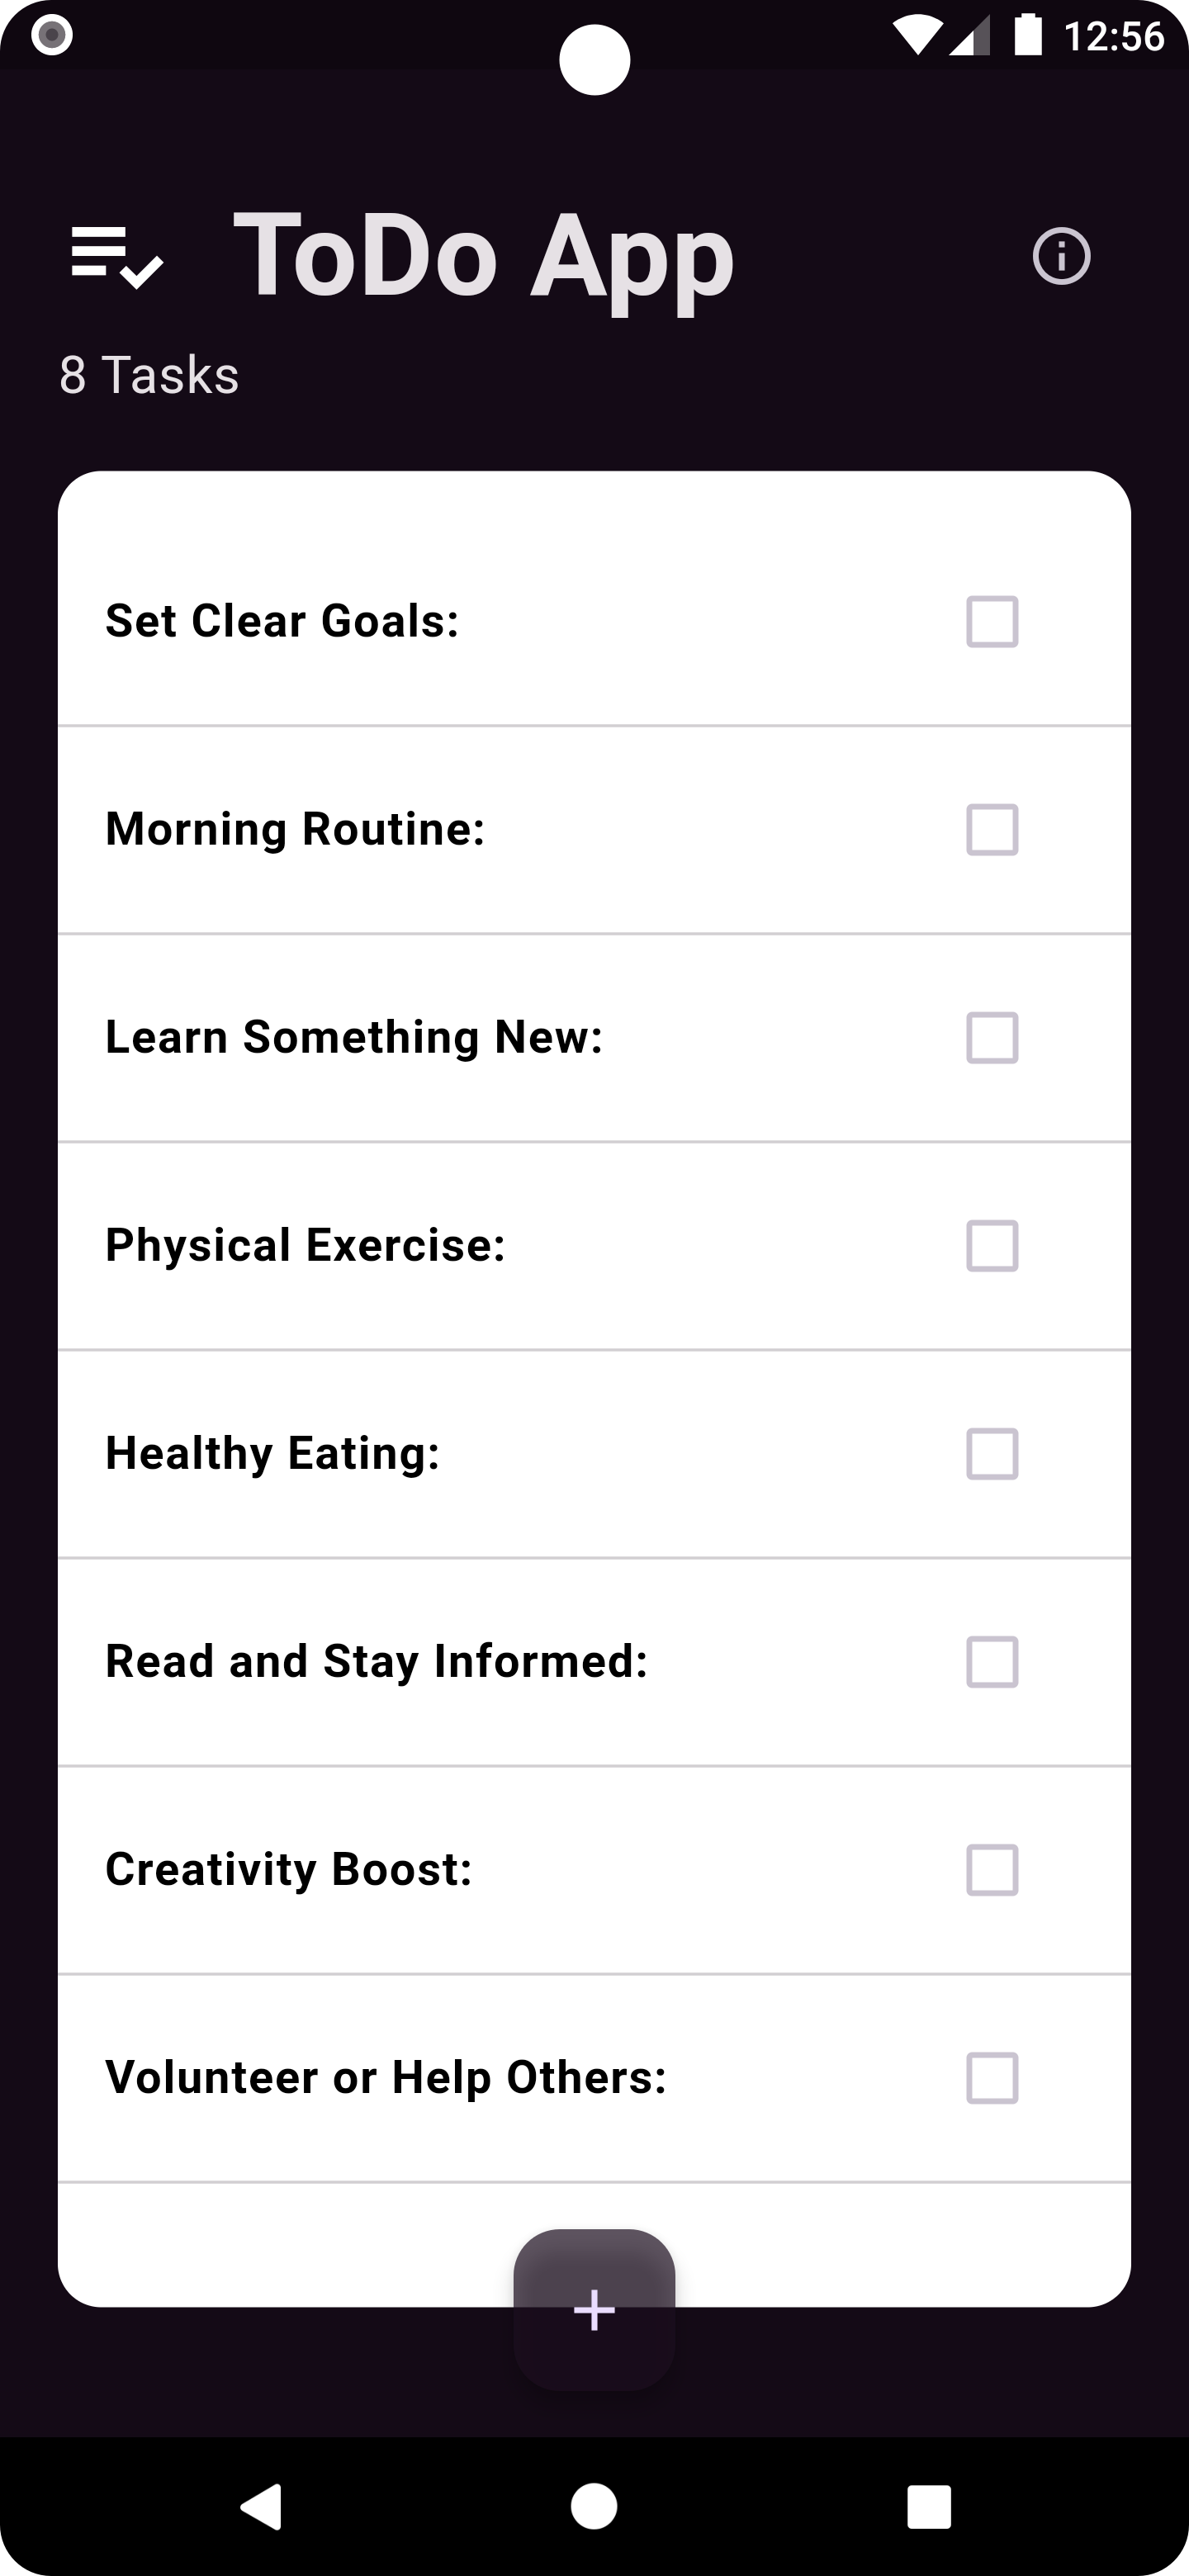 12:56
ToDo App
8 Tasks
Set Clear Goals:
Morning Routine:
Learn Something New:
Physical Exercise:
Healthy Eating:
Read and Stay Informed:
Creativity Boost:
Volunteer or Help Others: